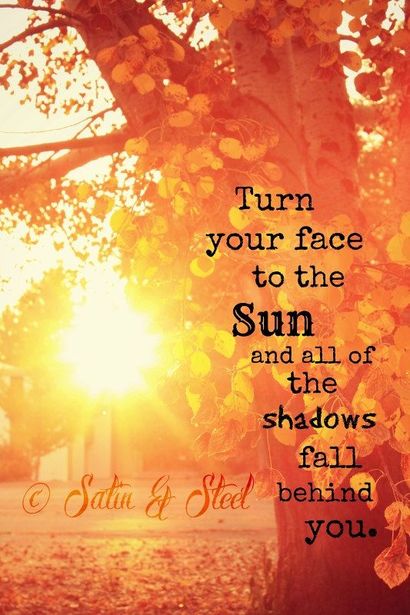 Turn
your face
to the
Sun
and all of
the
shadows
fall
behind
you.
© Satin & Steel